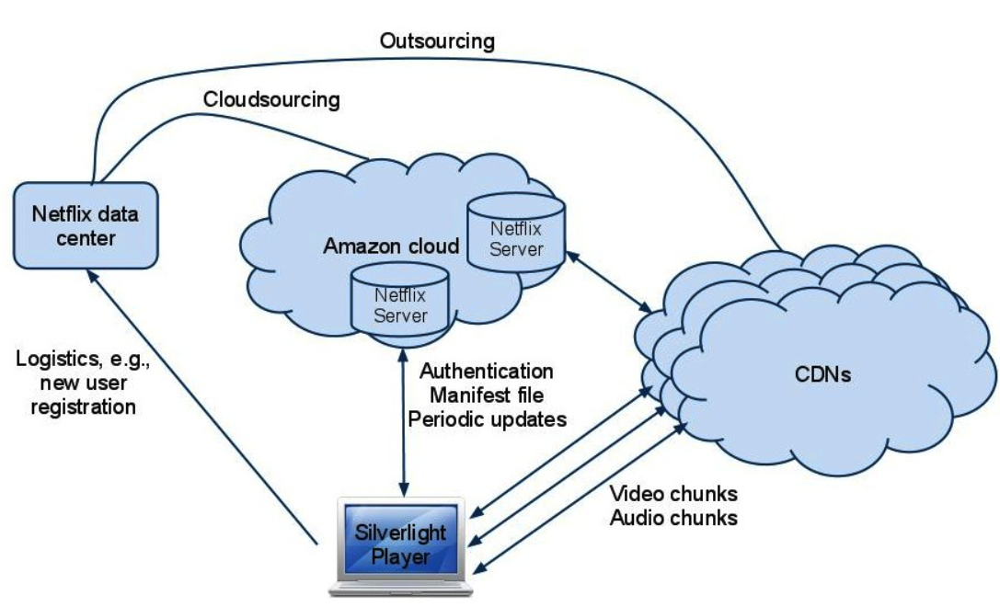 Outsourcing
Cloudsourcing
Netflix data
center
Amazon cloud
Netflix
Server
Netflix
Server
CDNs
Logistics, e.g.,
new user
registration
Authentication
Manifest file
Periodic updates
Video chunks
Audio chunks
Silverlight
Player